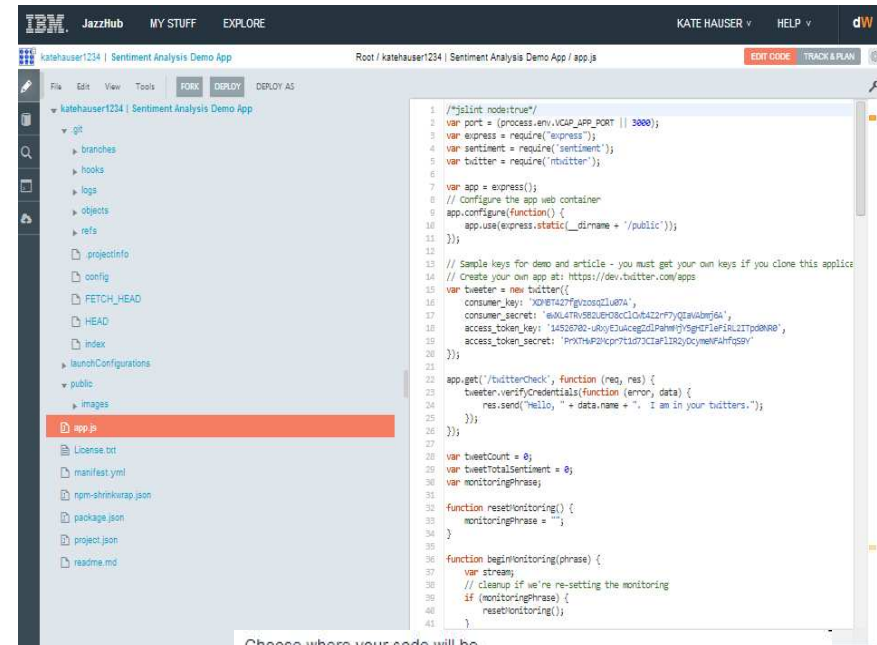 IBM. JazzHub MY STUFF EXPLORE KATE HAUSER HELP dW
katehauser1234 | Sentiment Analysis Demo App Root / katehauser1234 | Sentiment Analysis Demo App / app.js EDIT CODE TRACK & PLAN
File Edit View Tools FORK DEPLOY DEPLOY AS
katehauser1234 | Sentiment Analysis Demo App
git
branches
hooks
logs
objects
refs
.projectInfo
config
FETCH_HEAD
HEAD
index
launchConfigurations
public
images
app.js
License.txt
manifest.yml
npm-shrinkwrap.json
package.json
project.json
readme.md
1 /*jslint node:true*/
2 var port = (process.env.VCAP_APP_PORT || 3000);
3 var express = require("express");
4 var sentiment = require('sentiment');
5 var twitter = require('ntwitter');
6
7 var app = express();
8 // Configure the app web container
9 app.configure(function() {
10 app.use(express.static(__dirname + '/public'));
11 });
12
13 // Sample keys for demo and article - you must get your own keys if you clone this applica
14 // Create your own app at: https://dev.twitter.com/apps
15 var tweeter = new twitter({
16 consumer_key:
17 consumer_secret:
18 access_token_key:
19 access_token_secret:
20 });
21
22 app.get('/twitterCheck', function (req, res) {
23 tweeter.verifyCredentials(function (error, data) {
24 res.send("Hello, " + data.name + ". I am in your twitters.");
25 });
26 });
27
28 var tweetCount = 0;
29 var tweetTotalSentiment = 0;
30 var monitoringPhrase;
31
32 function resetMonitoring() {
33 monitoringPhrase = "";
34 }
35
36 function beginMonitoring(phrase) {
37 var stream;
38 // cleanup if we're re-setting the monitoring
39 if (monitoringPhrase) {
40 resetMonitoring();
41 }
Choose where your code will be